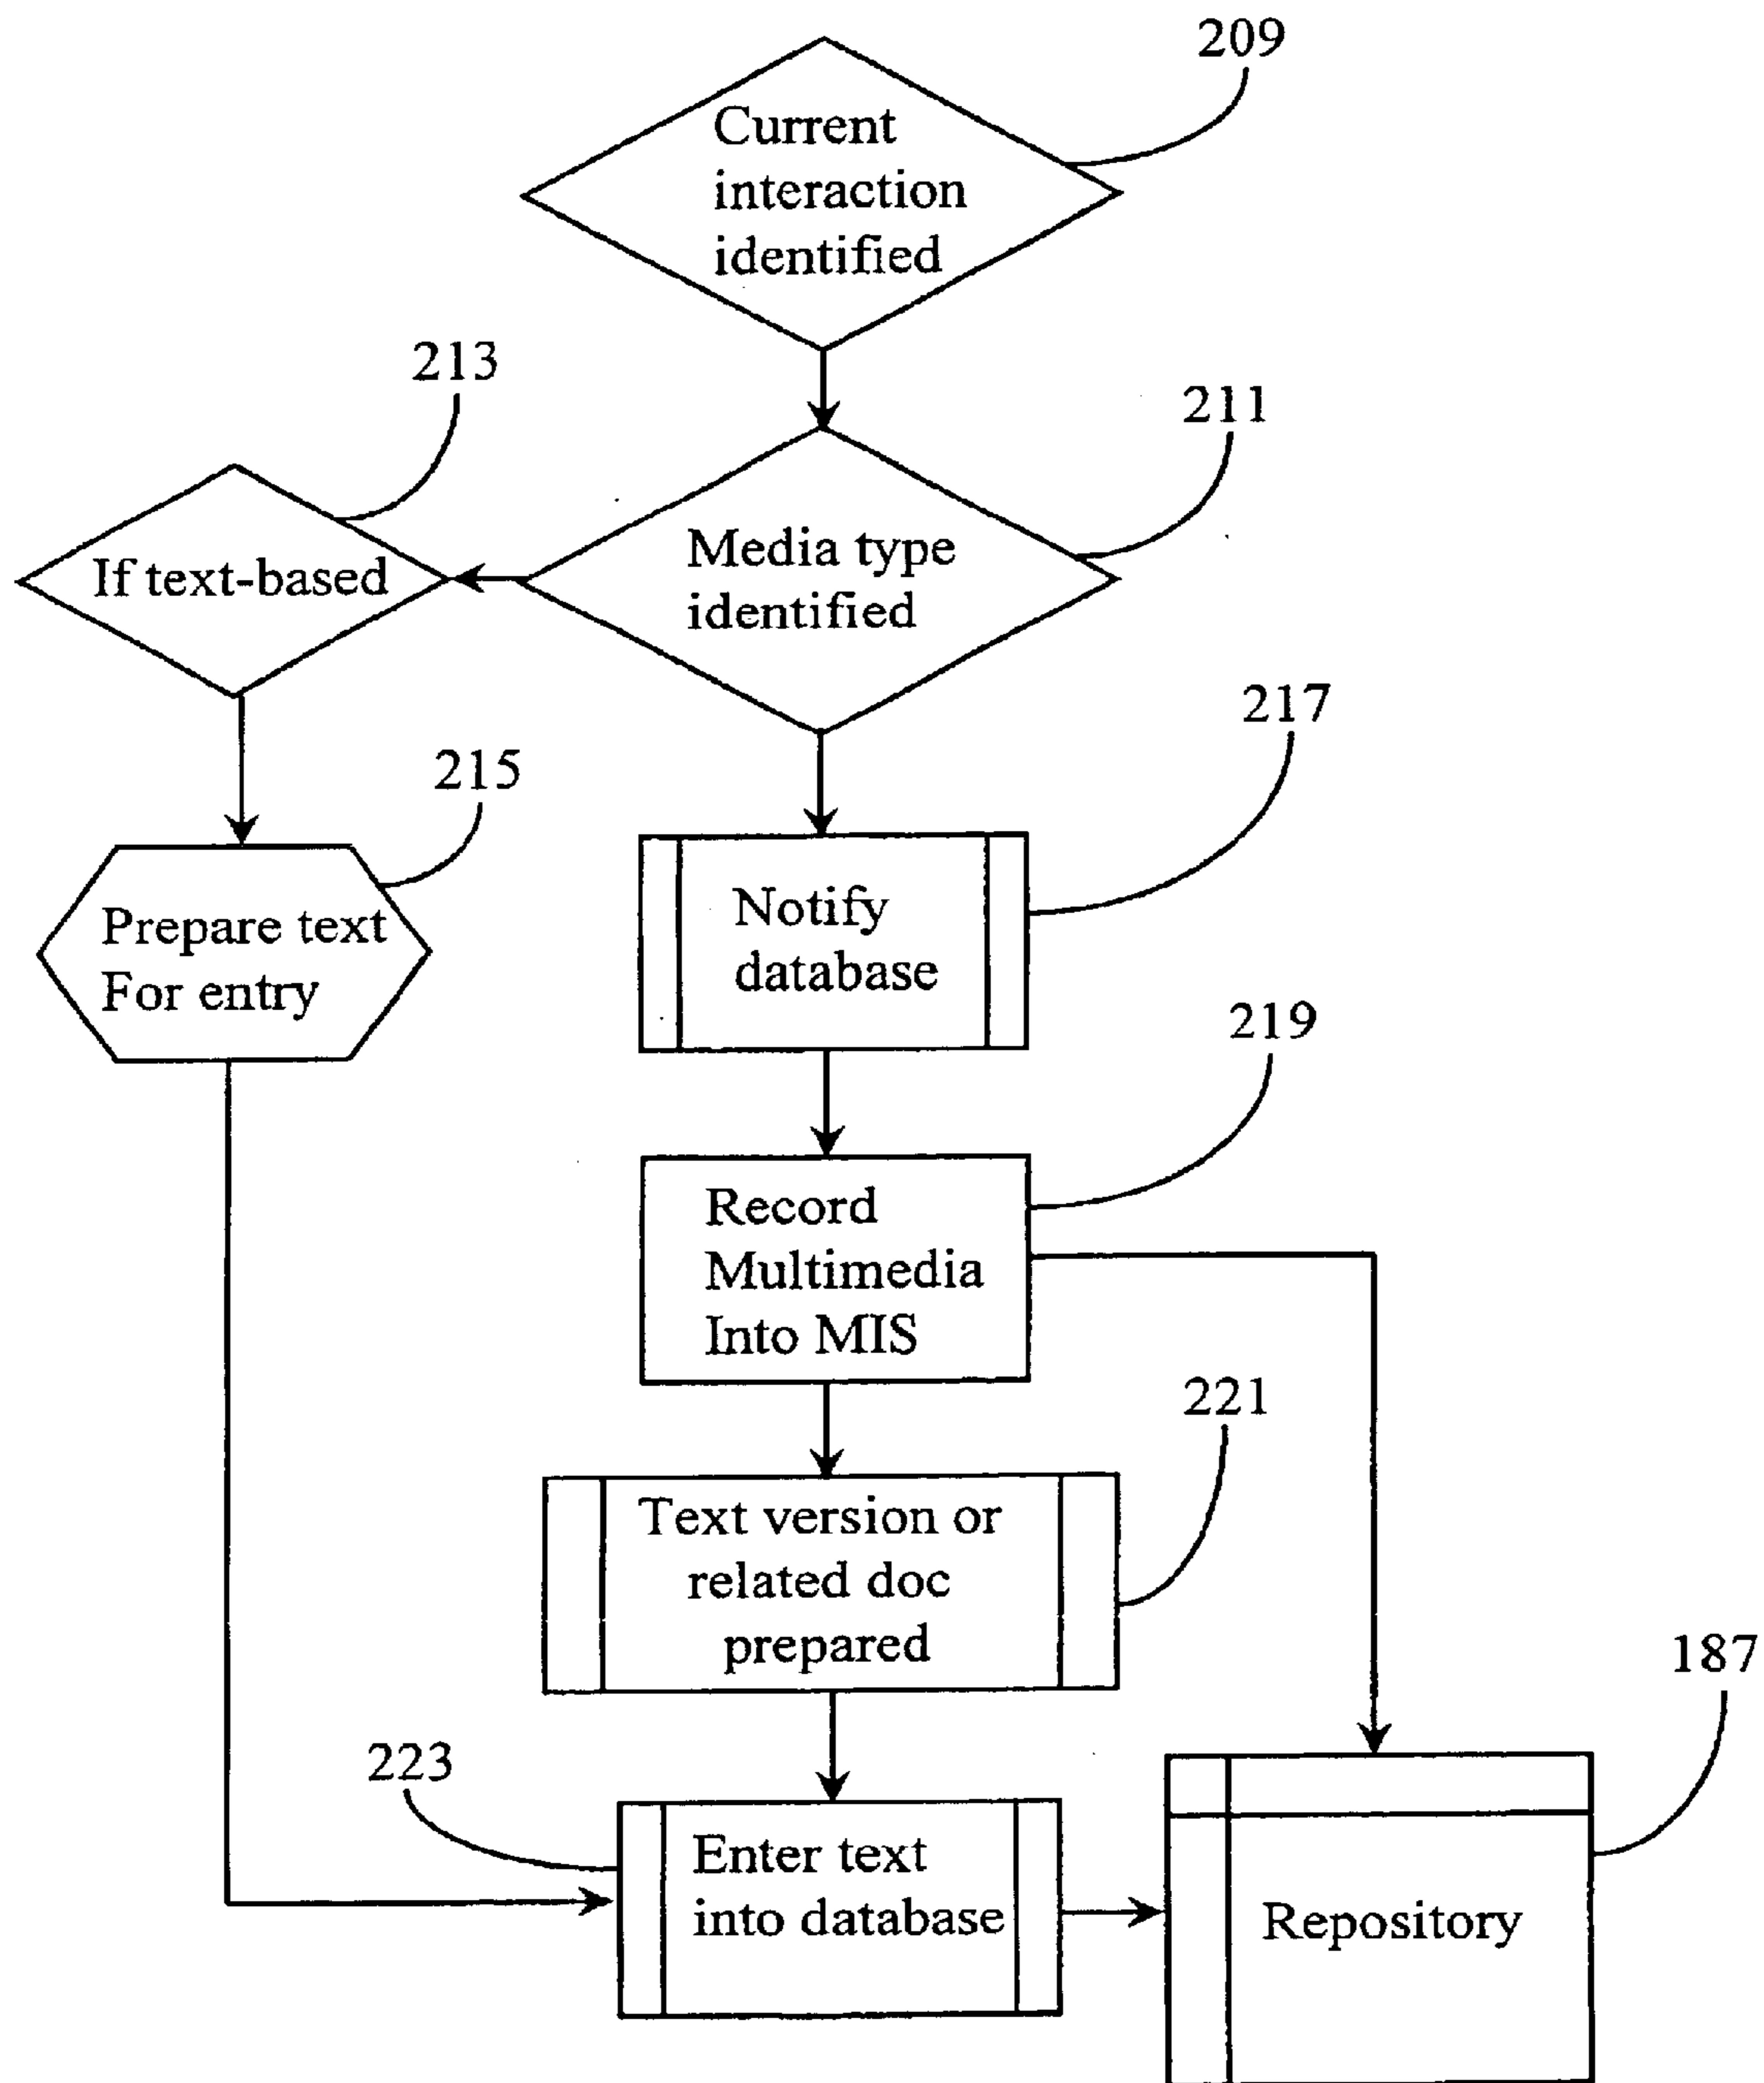 209
Current
interaction
identified
213
211
If text-based
Media type
identified
217
215
Notify
database
Prepare text
For entry
219
Record
Multimedia
Into MIS
221
Text version or
related doc
prepared
187
223
Enter text
into database
Repository